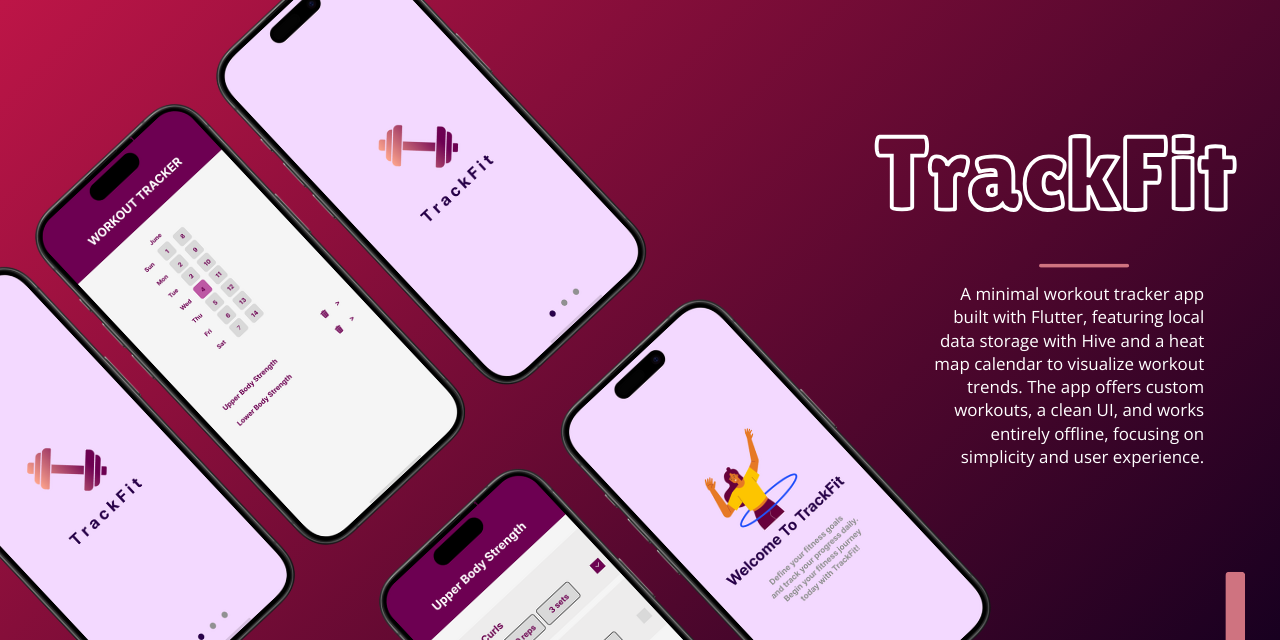 TrackFit
A minimal workout tracker app
built with Flutter, featuring local
data storage with Hive and a heat
map calendar to visualize workout
trends. The app offers custom
workouts, a clean UI, and works
entirely offline, focusing on
simplicity and user experience.
TrackFit
WORKOUT TRACKER
June
Sun 1 8
Mon 2 9
Tue 3 10
Wed 4 11
Thu 5 12
Fri 6 13
Sat 7 14
Upper Body Strength >
Lower Body Strength >
TrackFit
Welcome To TrackFit
Define your fitness goals
and track your progress daily.
Begin your fitness journey
today with TrackFit!
Upper Body Strength
Curls
reps 3 sets